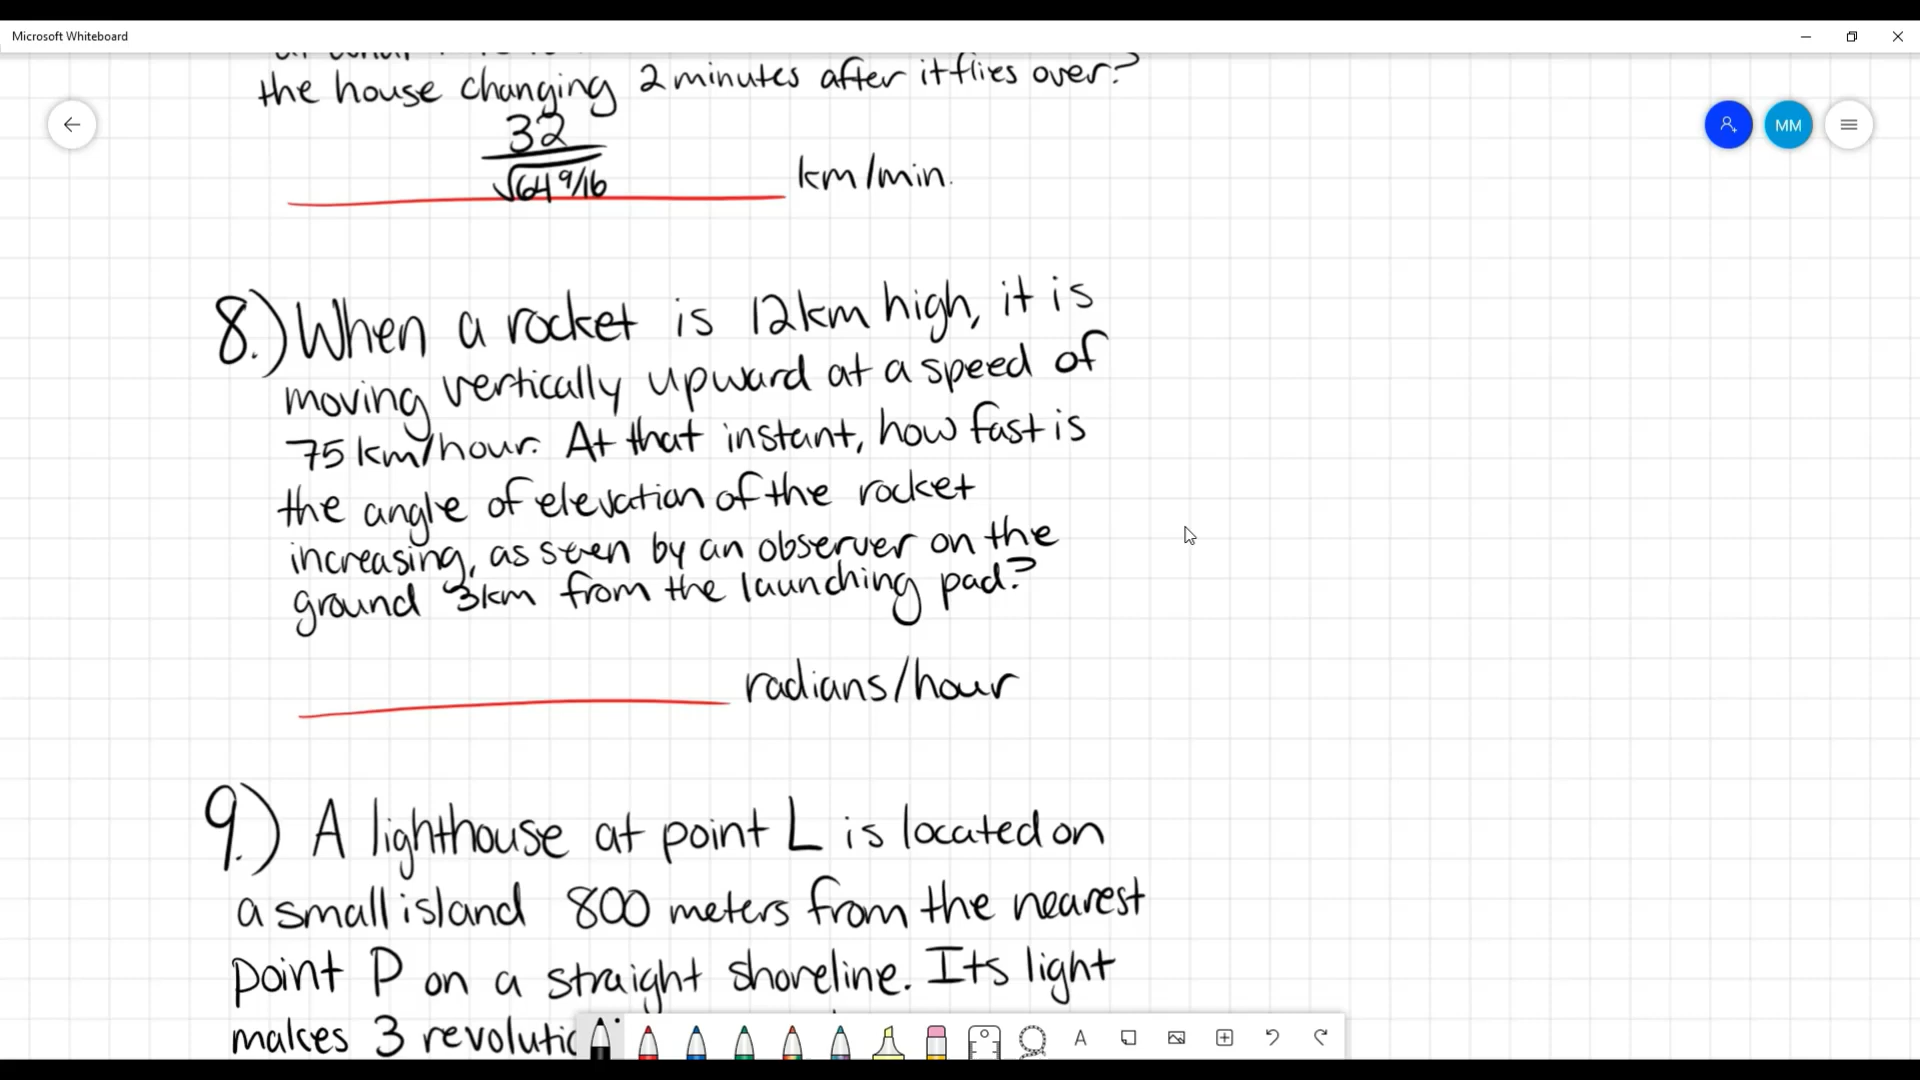 Microsoft Whiteboard
the house changing 2 minutes after it flies over?
32
√64 9/16
km/min.
MM
8.) When a rocket is 12km high, it is
moving vertically upward at a speed of
75 km/hour. At that instant, how fast is
the angle of elevation of the rocket
increasing, as seen by an observer on the
ground 3km from the launching pad?
radians/hour
9.) A lighthouse at point L is located on
a small island 800 meters from the nearest
point P on a straight shoreline. Its light
makes 3
A